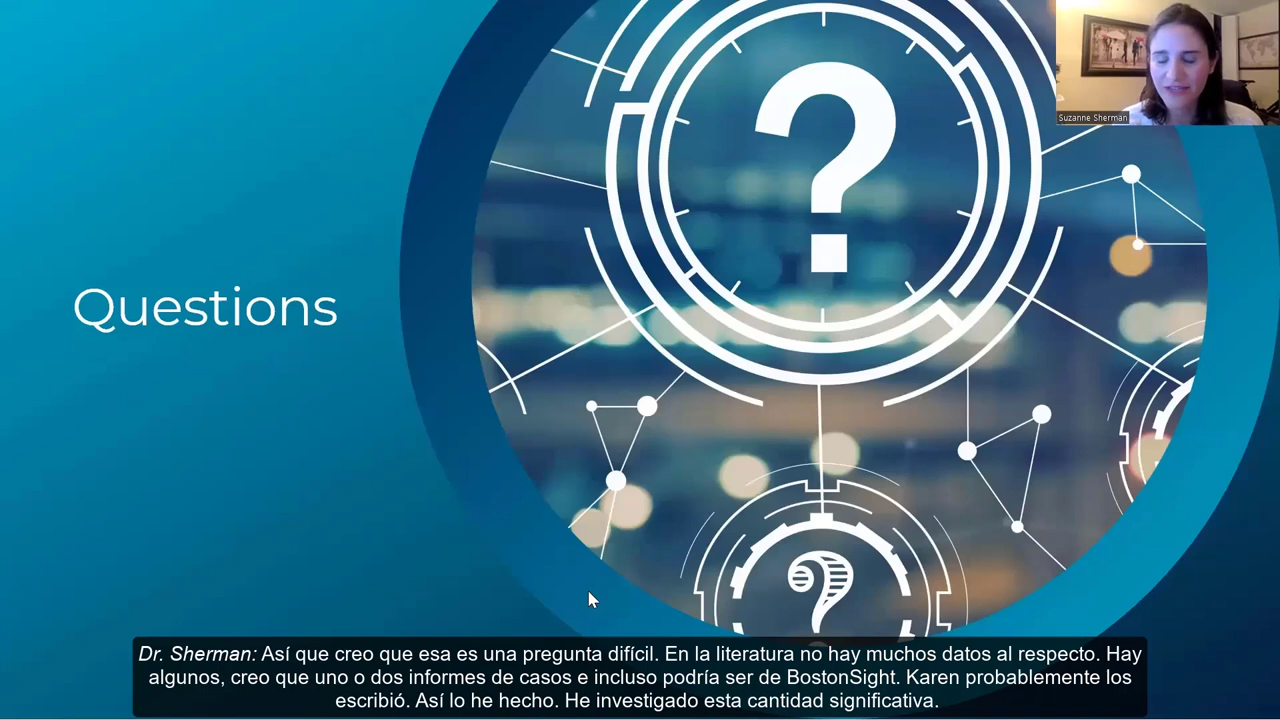 Suzanne Sherman
Questions
Dr. Sherman: Así que creo que esa es una pregunta difícil. En la literatura no hay muchos datos al respecto. Hay
algunos, creo que uno o dos informes de casos e incluso podría ser de BostonSight. Karen probablemente los
escribió. Así lo he hecho. He investigado esta cantidad significativa.